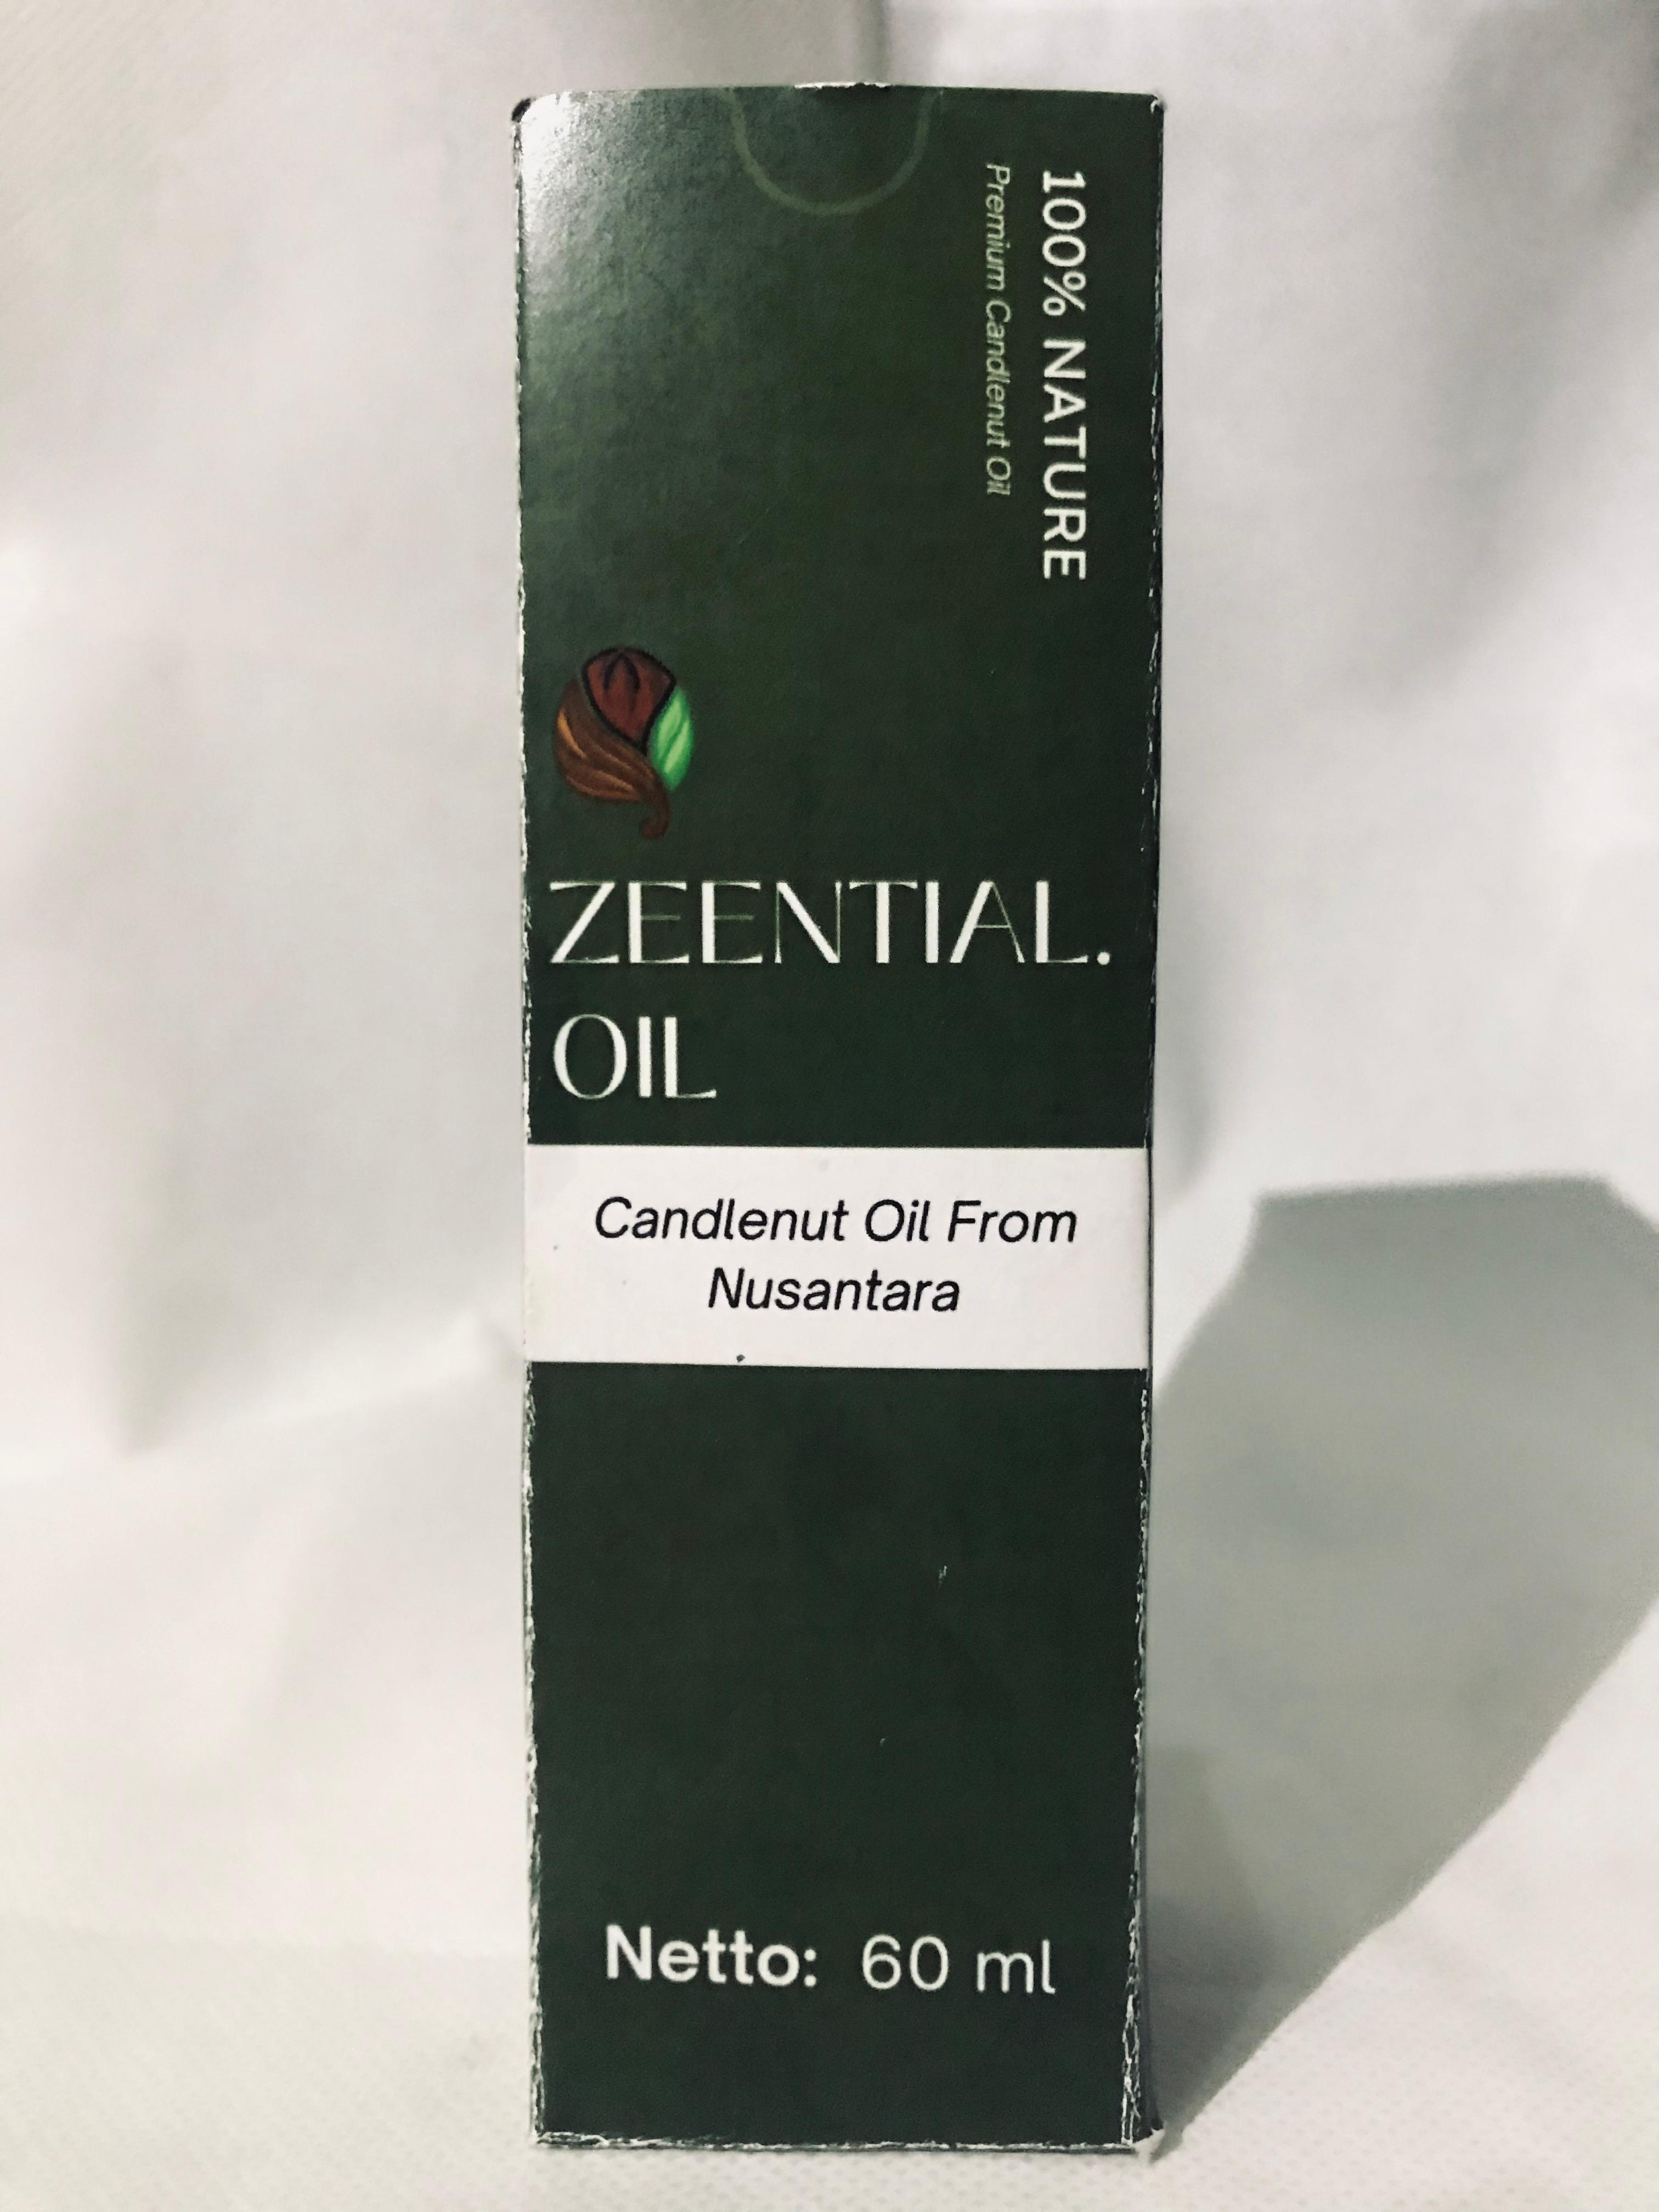 100% NATURE
Premium Candlenut Oil
ZEENTIAL.
OIL
Candlenut Oil From
Nusantara
Netto: 60 ml